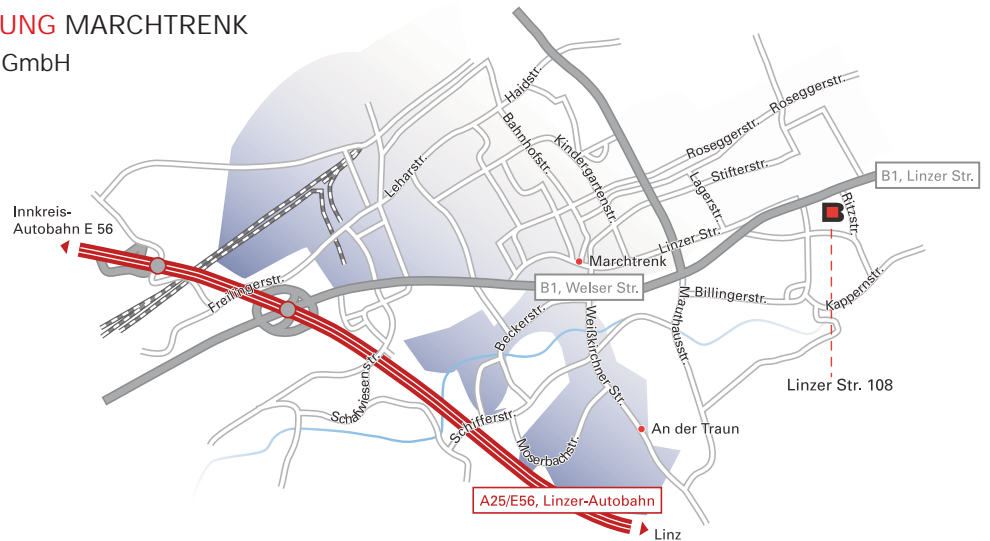 UNG MARCHTRENK
GmbH
Haidstr.
Roseggerstr.
Bahnhofstr.
Kindergartenstr.
Roseggerstr.
Leharstr.
Stifterstr.
Lagerstr.
B1, Linzer Str.
Ritzstr.
Innkreis-
Autobahn E 56
Linzer Str.
Marchtrenk
Freilingerstr.
B1, Welser Str.
Billingerstr.
Kappernstr.
Beckerstr.
Weißkirchner Str.
Mauthausstr.
Schafwiesenstr.
Linzer Str. 108
Schifferstr.
An der Traun
Moserbachstr.
A25/E56, Linzer-Autobahn
Linz